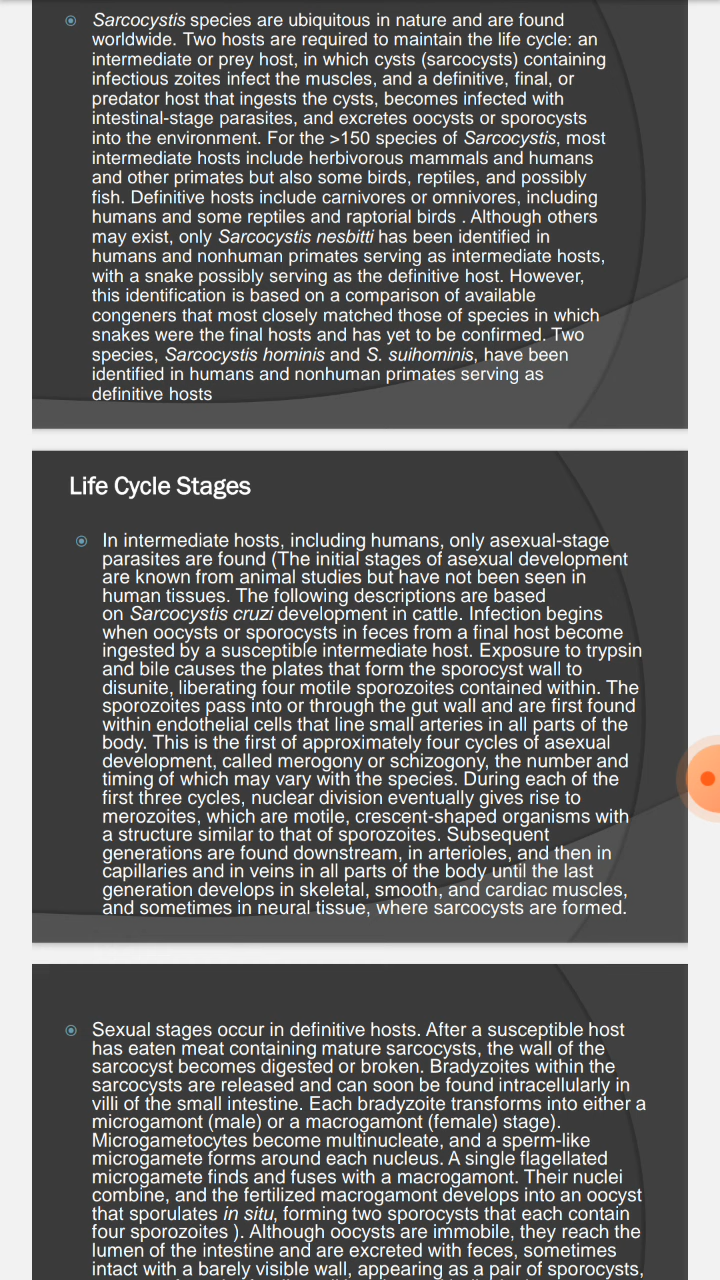 Sarcocystis species are ubiquitous in nature and are found
worldwide. Two hosts are required to maintain the life cycle: an
intermediate or prey host, in which cysts (sarcocysts) containing
infectious zoites infect the muscles, and a definitive, final, or
predator host that ingests the cysts, becomes infected with
intestinal-stage parasites, and excretes oocysts or sporocysts
into the environment. For the >150 species of Sarcocystis, most
intermediate hosts include herbivorous mammals and humans
and other primates but also some birds, reptiles, and possibly
fish. Definitive hosts include carnivores or omnivores, including
humans and some reptiles and raptorial birds . Although others
may exist, only Sarcocystis nesbitti has been identified in
humans and nonhuman primates serving as intermediate hosts,
with a snake possibly serving as the definitive host. However,
this identification is based on a comparison of available
congeners that most closely matched those of species in which
snakes were the final hosts and has yet to be confirmed. Two
species, Sarcocystis hominis and S. suihominis, have been
identified in humans and nonhuman primates serving as
definitive hosts
Life Cycle Stages
In intermediate hosts, including humans, only asexual-stage
parasites are found (The initial stages of asexual development
are known from animal studies but have not been seen in
human tissues. The following descriptions are based
on Sarcocystis cruzi development in cattle. Infection begins
when oocysts or sporocysts in feces from a final host become
ingested by a susceptible intermediate host. Exposure to trypsin
and bile causes the plates that form the sporocyst wall to
disunite, liberating four motile sporozoites contained within. The
sporozoites pass into or through the gut wall and are first found
within endothelial cells that line small arteries in all parts of the
body. This is the first of approximately four cycles of asexual
development, called merogony or schizogony, the number and
timing of which may vary with the species. During each of the
first three cycles, nuclear division eventually gives rise to
merozoites, which are motile, crescent-shaped organisms with
a structure similar to that of sporozoites. Subsequent
generations are found downstream, in arterioles, and then in
capillaries and in veins in all parts of the body until the last
generation develops in skeletal, smooth, and cardiac muscles,
and sometimes in neural tissue, where sarcocysts are formed.
Sexual stages occur in definitive hosts. After a susceptible host
has eaten meat containing mature sarcocysts, the wall of the
sarcocyst becomes digested or broken. Bradyzoites within the
sarcocysts are released and can soon be found intracellularly in
villi of the small intestine. Each bradyzoite transforms into either a
microgamont (male) or a macrogamont (female) stage).
Microgametocytes become multinucleate, and a sperm-like
microgamete forms around each nucleus. A single flagellated
microgamete finds and fuses with a macrogamont. Their nuclei
combine, and the fertilized macrogamont develops into an oocyst
that sporulates in situ, forming two sporocysts that each contain
four sporozoites ). Although oocysts are immobile, they reach the
lumen of the intestine and are excreted with feces, sometimes
intact with a barely visible wall, appearing as a pair of sporocysts,